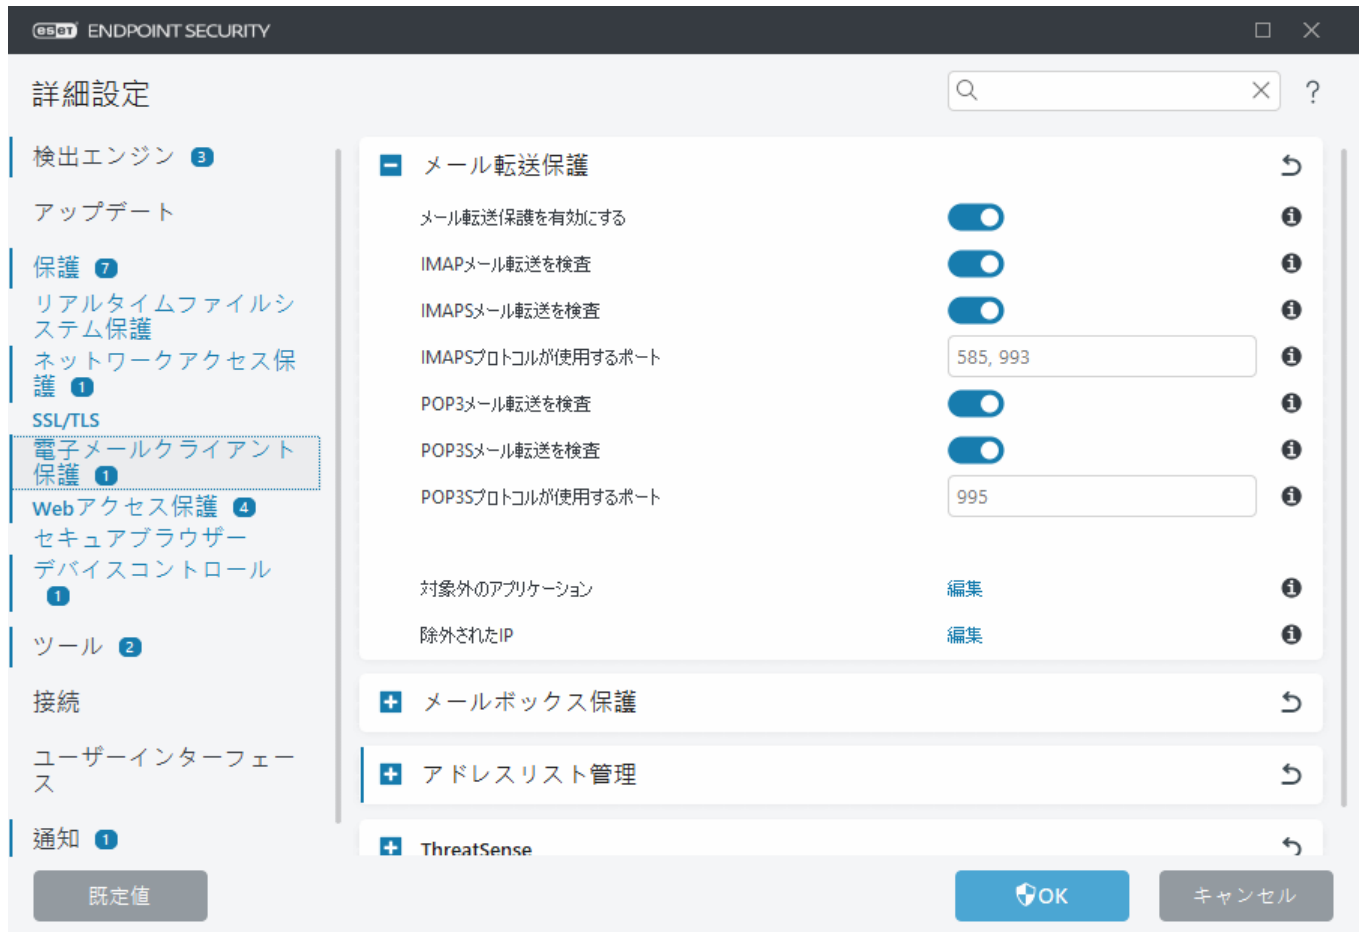 eseT ENDPOINT SECURITY
詳細設定
?
検出エンジン 3
アップデート
保護 7
リアルタイムファイルシ
ステム保護
ネットワークアクセス保
護 1
SSL/TLS
電子メールクライアント
保護 1
Webアクセス保護 4
セキュアブラウザー
デバイスコントロール
1
ツール 2
接続
ユーザーインターフェー
ス
通知 1
メール転送保護
メール転送保護を有効にする
IMAPメール転送を検査
IMAPSメール転送を検査
IMAPSプロトコルが使用するポート 585, 993
POP3メール転送を検査
POP3Sメール転送を検査
POP3Sプロトコルが使用するポート 995
対象外のアプリケーション 編集
除外されたIP 編集
メールボックス保護
アドレスリスト管理
ThreatSense
既定値
OK
キャンセル